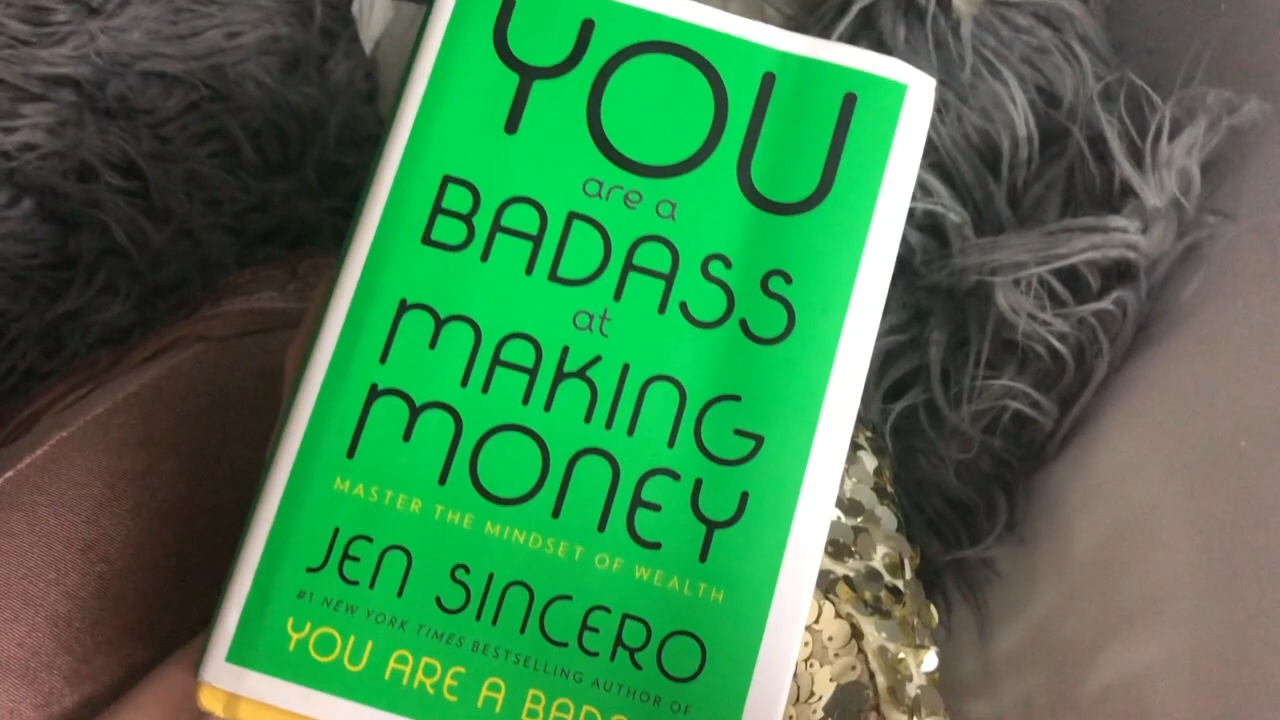 YOU
are a
BADASS
at
MAKING
MONEY
MASTER THE MINDSET OF WEALTH
JEN SINCERO
#1 NEW YORK TIMES BESTSELLING AUTHOR OF
YOU ARE A